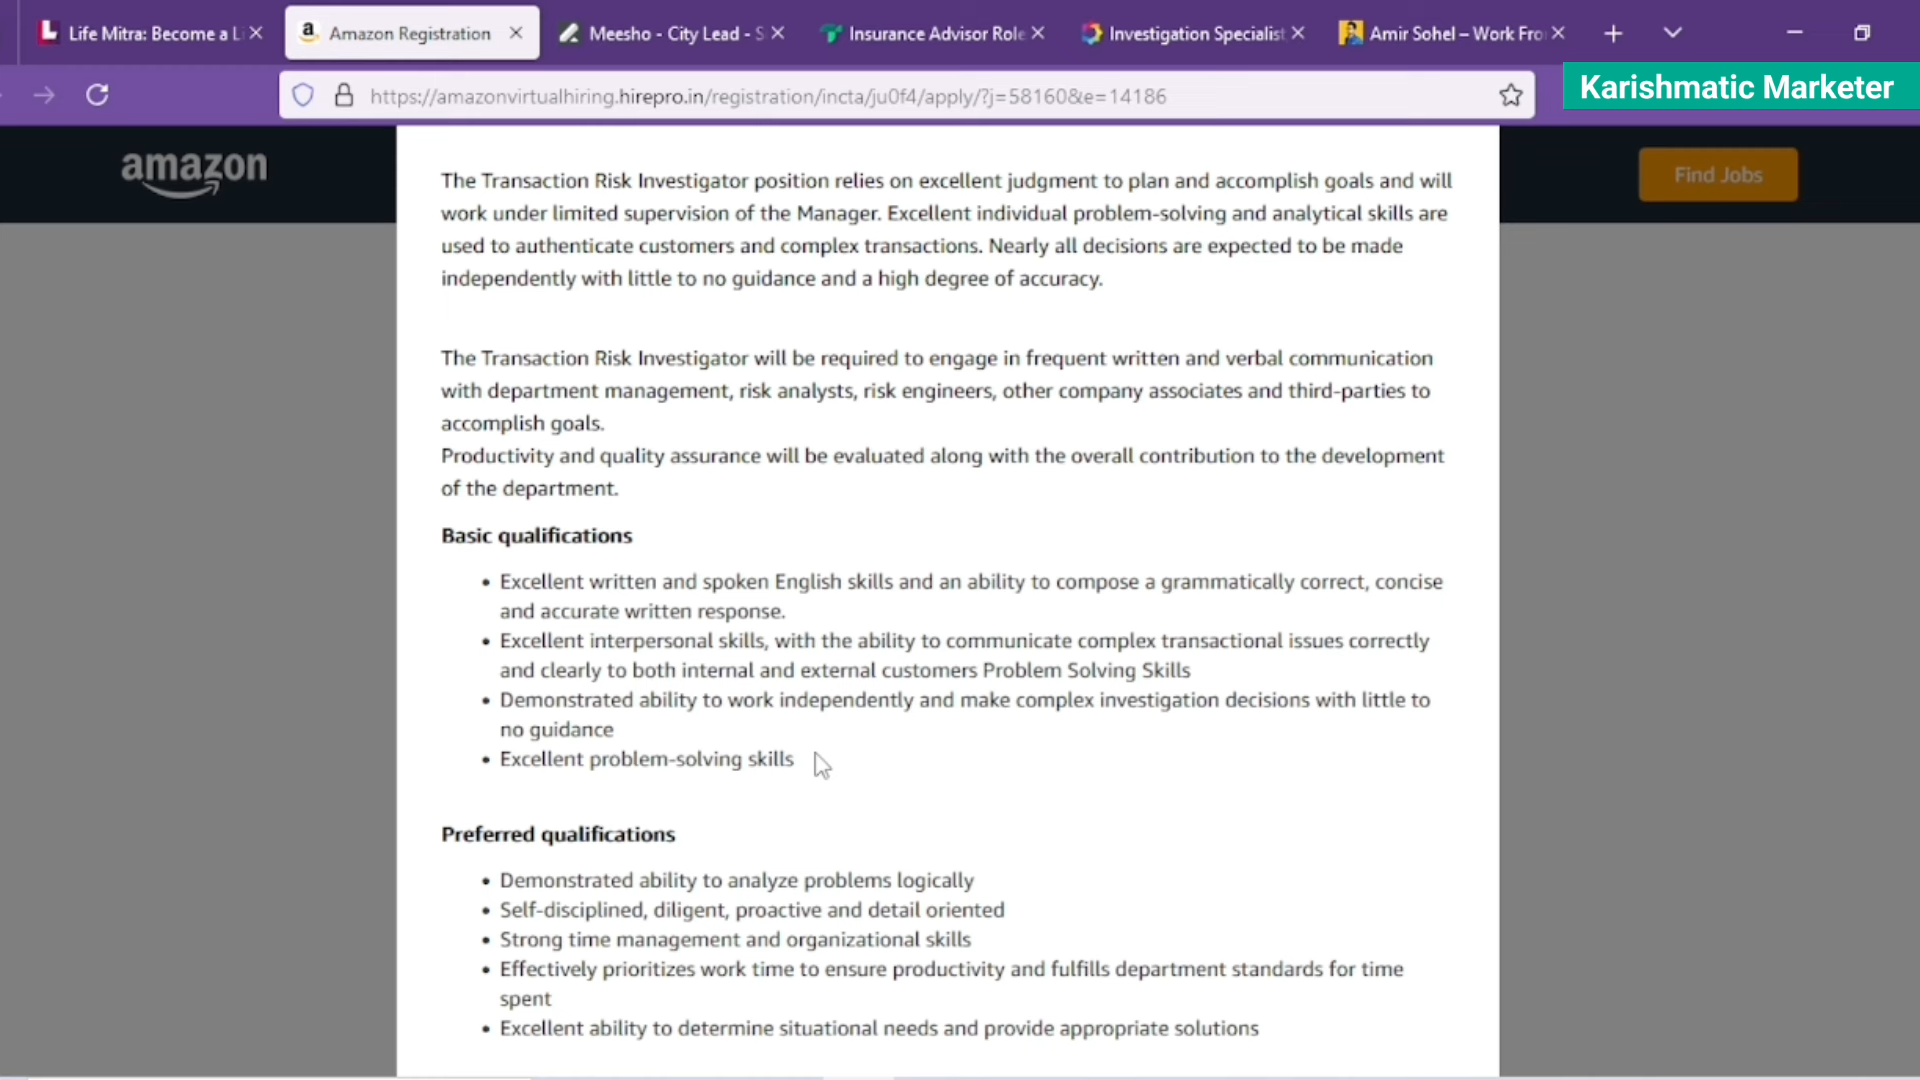 Life Mitra: Become a Li
Amazon Registration
Meesho - City Lead - S
Insurance Advisor Role
Investigation Specialist
Amir Sohel – Work Fro
https://amazonvirtualhiring.hirepro.in/registration/incta/ju0f4/apply/?j=58160&e=14186
Karishmatic Marketer
amazon
Find Jobs
The Transaction Risk Investigator position relies on excellent judgment to plan and accomplish goals and will
work under limited supervision of the Manager. Excellent individual problem-solving and analytical skills are
used to authenticate customers and complex transactions. Nearly all decisions are expected to be made
independently with little to no guidance and a high degree of accuracy.
The Transaction Risk Investigator will be required to engage in frequent written and verbal communication
with department management, risk analysts, risk engineers, other company associates and third-parties to
accomplish goals.
Productivity and quality assurance will be evaluated along with the overall contribution to the development
of the department.
Basic qualifications
• Excellent written and spoken English skills and an ability to compose a grammatically correct, concise
and accurate written response.
• Excellent interpersonal skills, with the ability to communicate complex transactional issues correctly
and clearly to both internal and external customers Problem Solving Skills
• Demonstrated ability to work independently and make complex investigation decisions with little to
no guidance
• Excellent problem-solving skills
Preferred qualifications
• Demonstrated ability to analyze problems logically
• Self-disciplined, diligent, proactive and detail oriented
• Strong time management and organizational skills
• Effectively prioritizes work time to ensure productivity and fulfills department standards for time
spent
• Excellent ability to determine situational needs and provide appropriate solutions